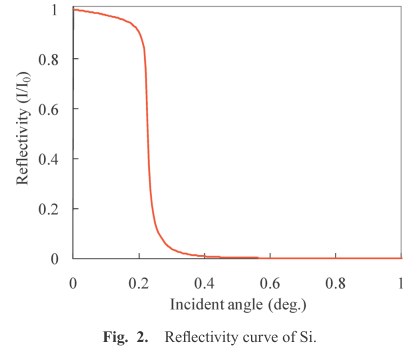 1
0.8
0.6
0.4
0.2
0
Reflectivity (I/I₀)
0 0.2 0.4 0.6 0.8 1
Incident angle (deg.)
Fig. 2. Reflectivity curve of Si.